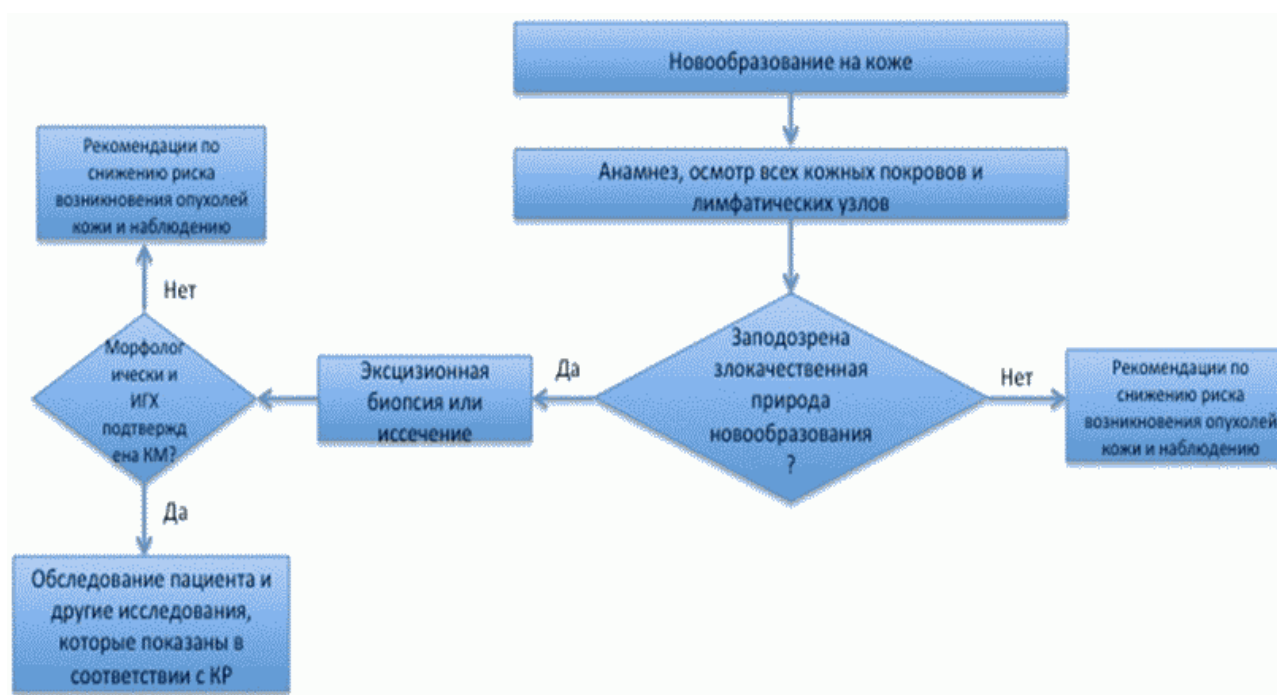 Новообразование на коже
Анамнез, осмотр всех кожных покровов и
лимфатических узлов
Заподозрена
злокачественная
природа
новообразования
?
Нет
Рекомендации по
снижению риска
возникновения опухолей
кожи и наблюдению
Да
Эксцизионная
биопсия или
иссечение
Морфолог
ически и
ИГХ
подтвержд
ена КМ?
Нет
Рекомендации по
снижению риска
возникновения опухолей
кожи и наблюдению
Да
Обследование пациента и
другие исследования,
которые показаны в
соответствии с КР